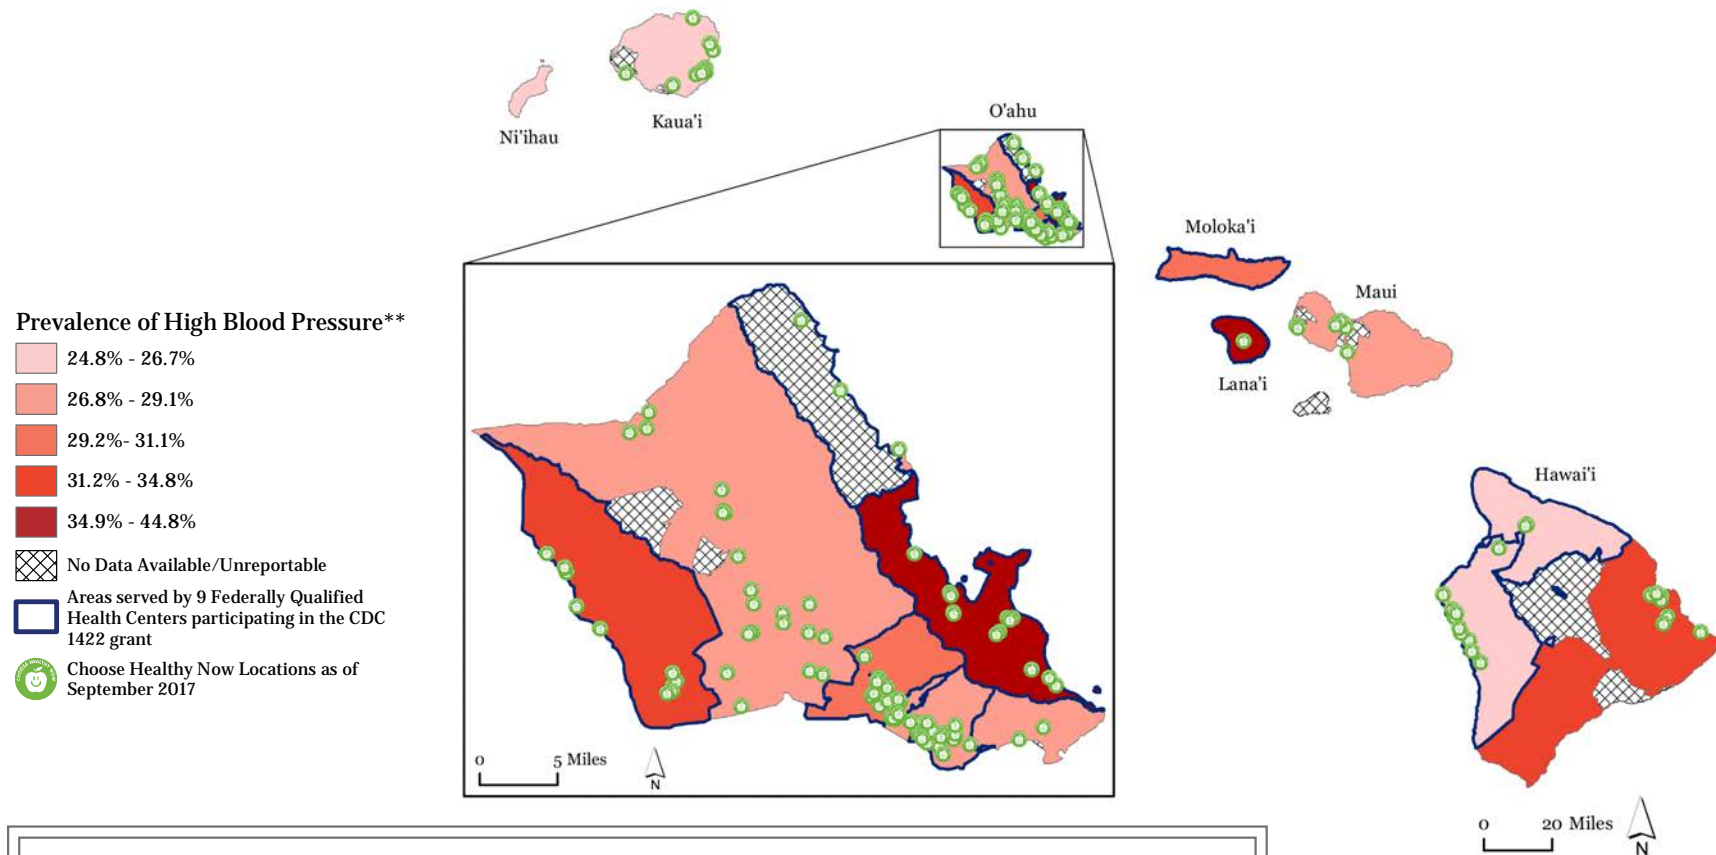 Ni'ihau
Kaua'i
O'ahu
Moloka'i
Maui
Lana'i
Hawai'i
Prevalence of High Blood Pressure**
24.8% - 26.7%
26.8% - 29.1%
29.2%- 31.1%
31.2% - 34.8%
34.9% - 44.8%
No Data Available/Unreportable
Areas served by 9 Federally Qualified
Health Centers participating in the CDC
1422 grant
CHOOSE HEALTHY NOW
Choose Healthy Now Locations as of
September 2017
0 5 Miles
N
0 20 Miles
N